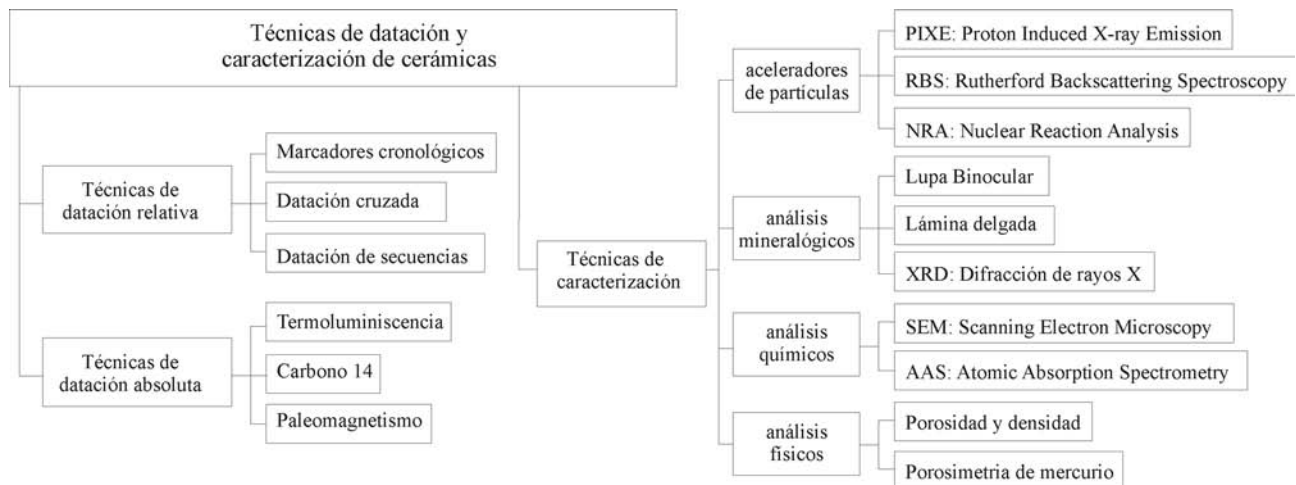 Técnicas de datación y
caracterización de cerámicas
Técnicas de
datación relativa
Marcadores cronológicos
Datación cruzada
Datación de secuencias
Técnicas de
datación absoluta
Termoluminiscencia
Carbono 14
Paleomagnetismo
Técnicas de
caracterización
aceleradores
de partículas
PIXE: Proton Induced X-ray Emission
RBS: Rutherford Backscattering Spectroscopy
NRA: Nuclear Reaction Analysis
análisis
mineralógicos
Lupa Binocular
Lámina delgada
XRD: Difracción de rayos X
análisis
químicos
SEM: Scanning Electron Microscopy
AAS: Atomic Absorption Spectrometry
análisis
físicos
Porosidad y densidad
Porosimetria de mercurio